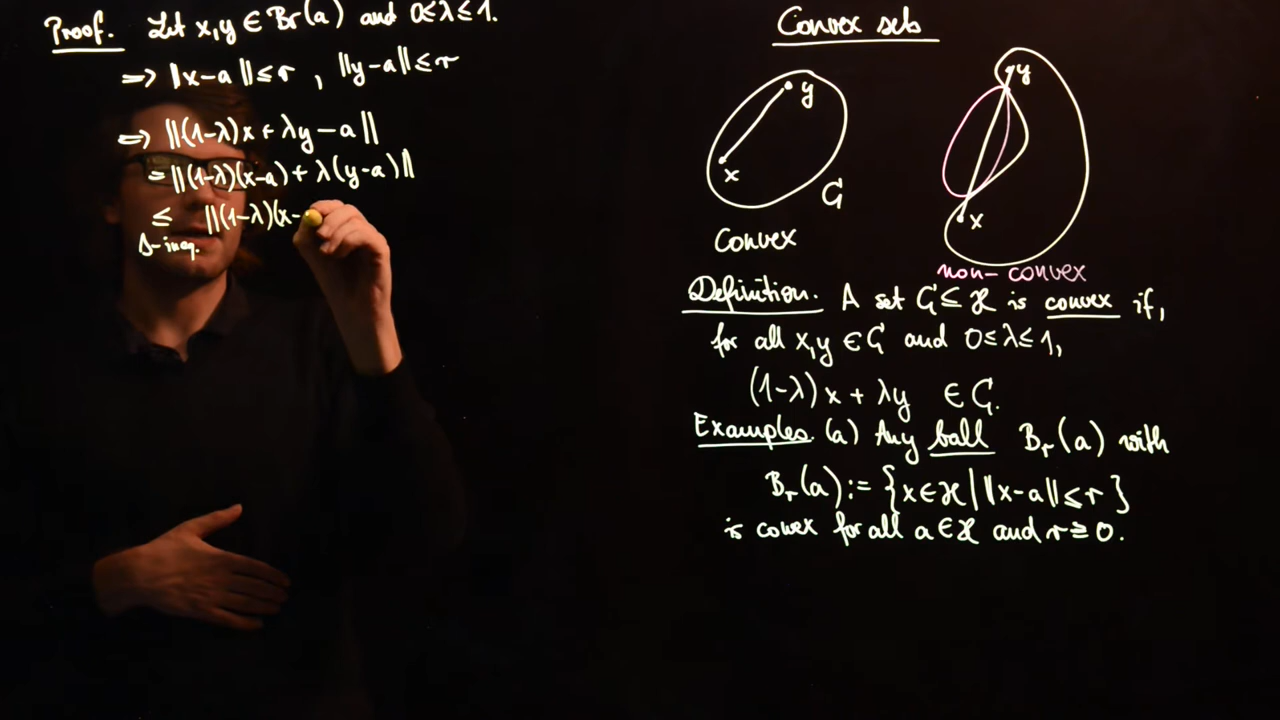 Proof. Let x,y ∈ Br(a) and 0≤λ≤1.
⇒ ‖x-a‖≤r , ‖y-a‖≤r
⇒ ‖(1-λ)x + λy - a‖
= ‖(1-λ)(x-a) + λ(y-a)‖
≤ ‖(1-λ)(x-
Δ-ineq.
Convex sets
y
x
G
Convex
y
x
non-convex
Definition. A set G ⊆ ℋ is convex if,
for all x,y ∈ G and 0≤λ≤1,
(1-λ)x + λy ∈ G.
Examples. (a) Any ball Br(a) with
Br(a) := {x∈ℋ | ‖x-a‖≤r}
is covex for all a∈ℋ and r≥0.